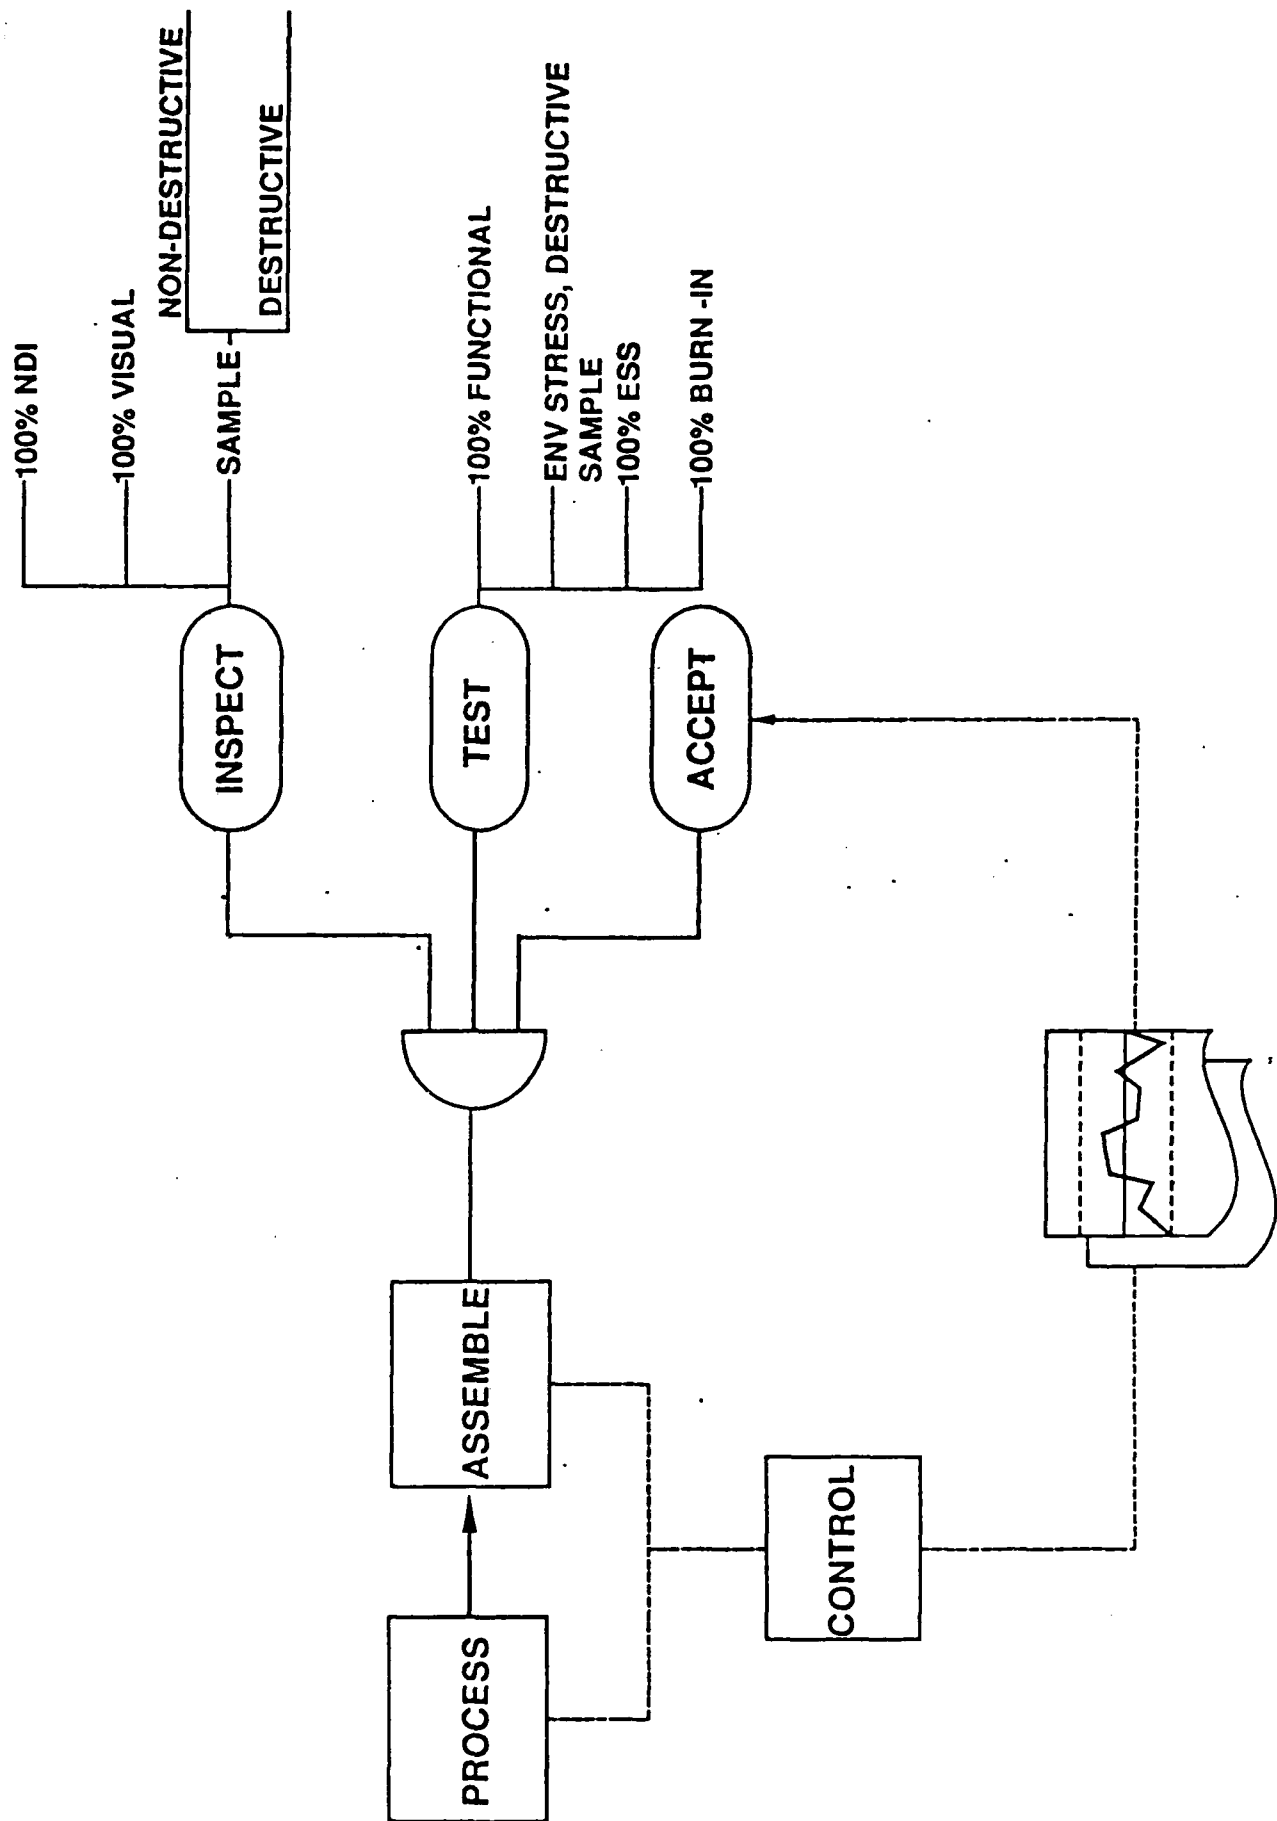 PROCESS
ASSEMBLE
CONTROL
INSPECT
100% NDI
100% VISUAL
SAMPLE
NON-DESTRUCTIVE
DESTRUCTIVE
TEST
100% FUNCTIONAL
ENV STRESS, DESTRUCTIVE
SAMPLE
100% ESS
100% BURN -IN
ACCEPT